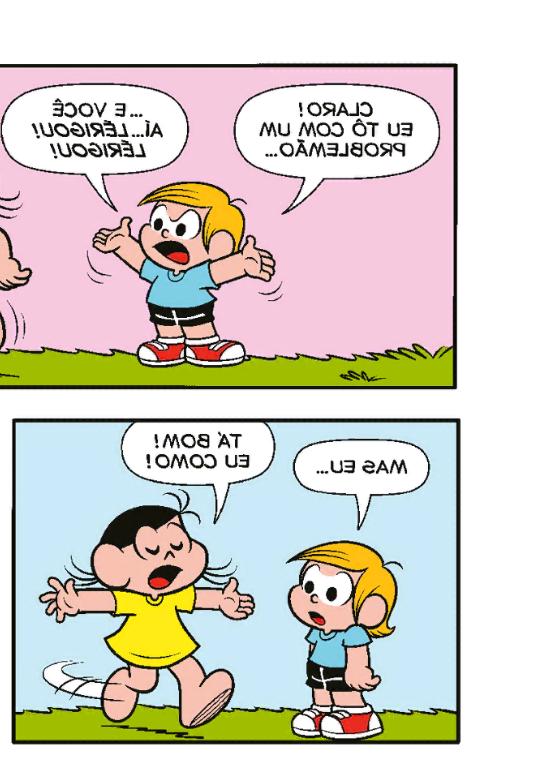 CLARO!
EU TÔ COM UM
PROBLEMÃO...
...E VOCÊ
AÍ...LÉRIGOU!
LÉRIGOU!
MAS EU...
TÁ BOM!
EU COMO!